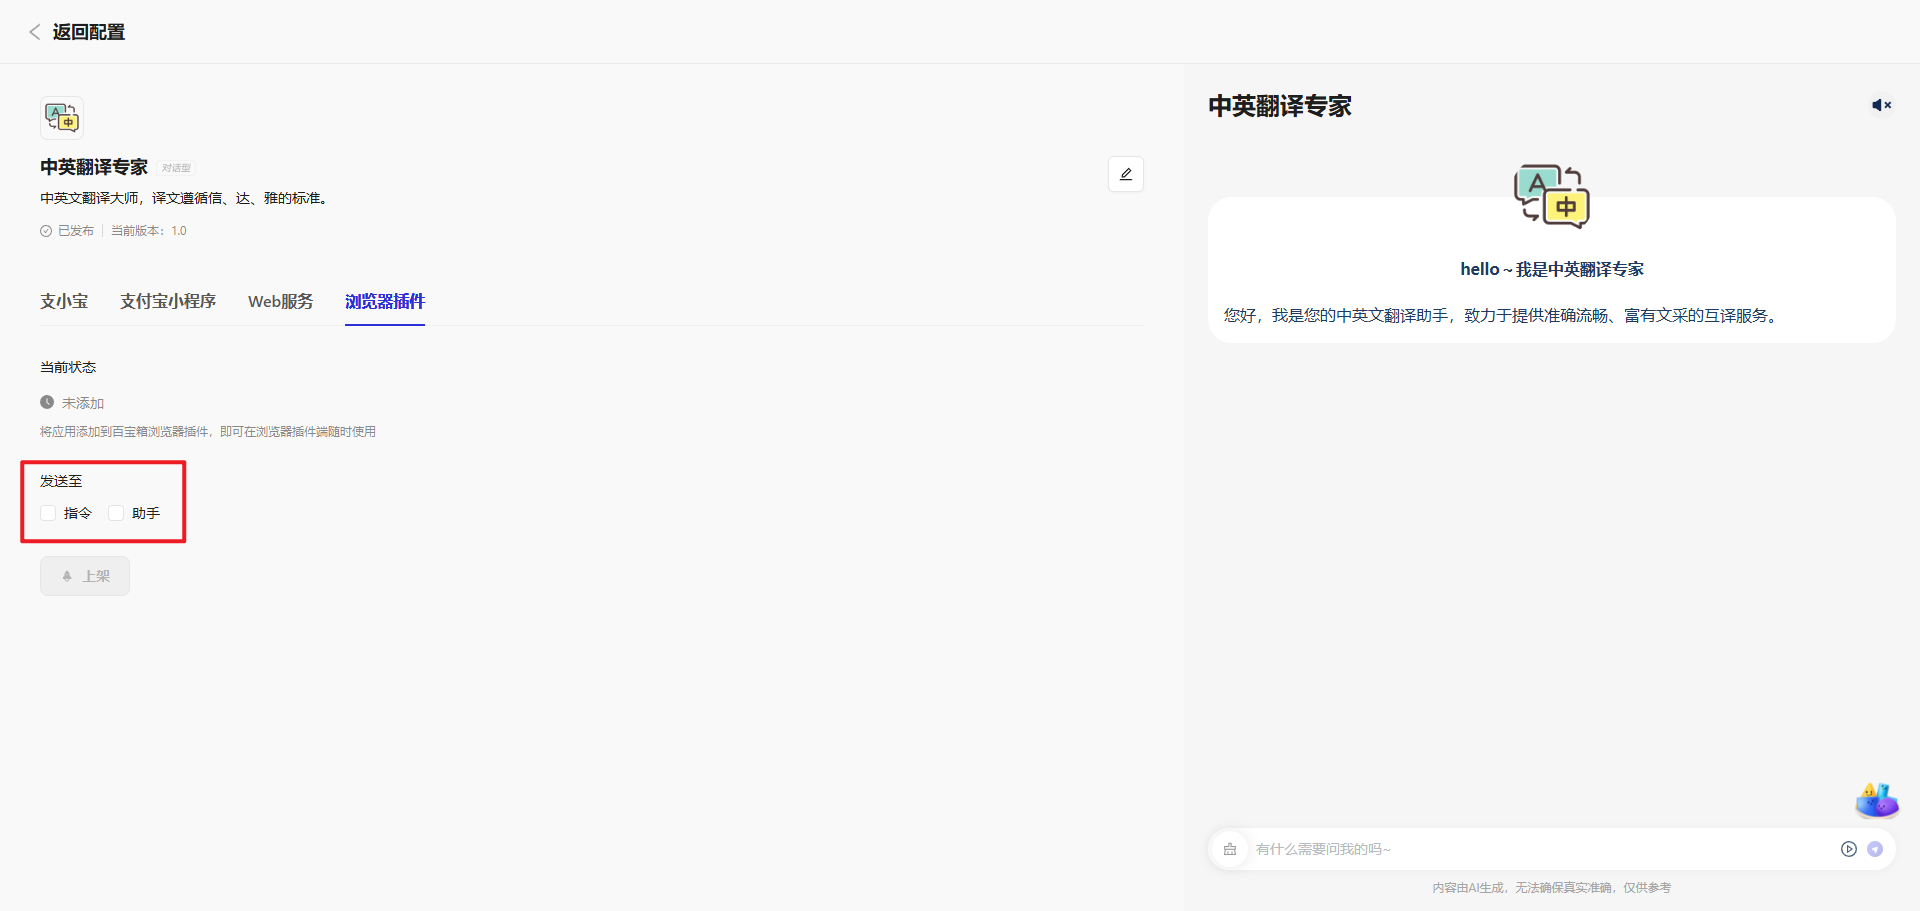 返回配置
中英翻译专家 对话型
中英文翻译大师，译文遵循信、达、雅的标准。
已发布 当前版本：1.0
支小宝 支付宝小程序 Web服务 浏览器插件
当前状态
未添加
将应用添加到百宝箱浏览器插件，即可在浏览器插件端随时使用
发送至
指令 助手
上架
中英翻译专家
A 中
hello～我是中英翻译专家
您好，我是您的中英文翻译助手，致力于提供准确流畅、富有文采的互译服务。
有什么需要问我的吗~
内容由AI生成，无法确保真实准确，仅供参考